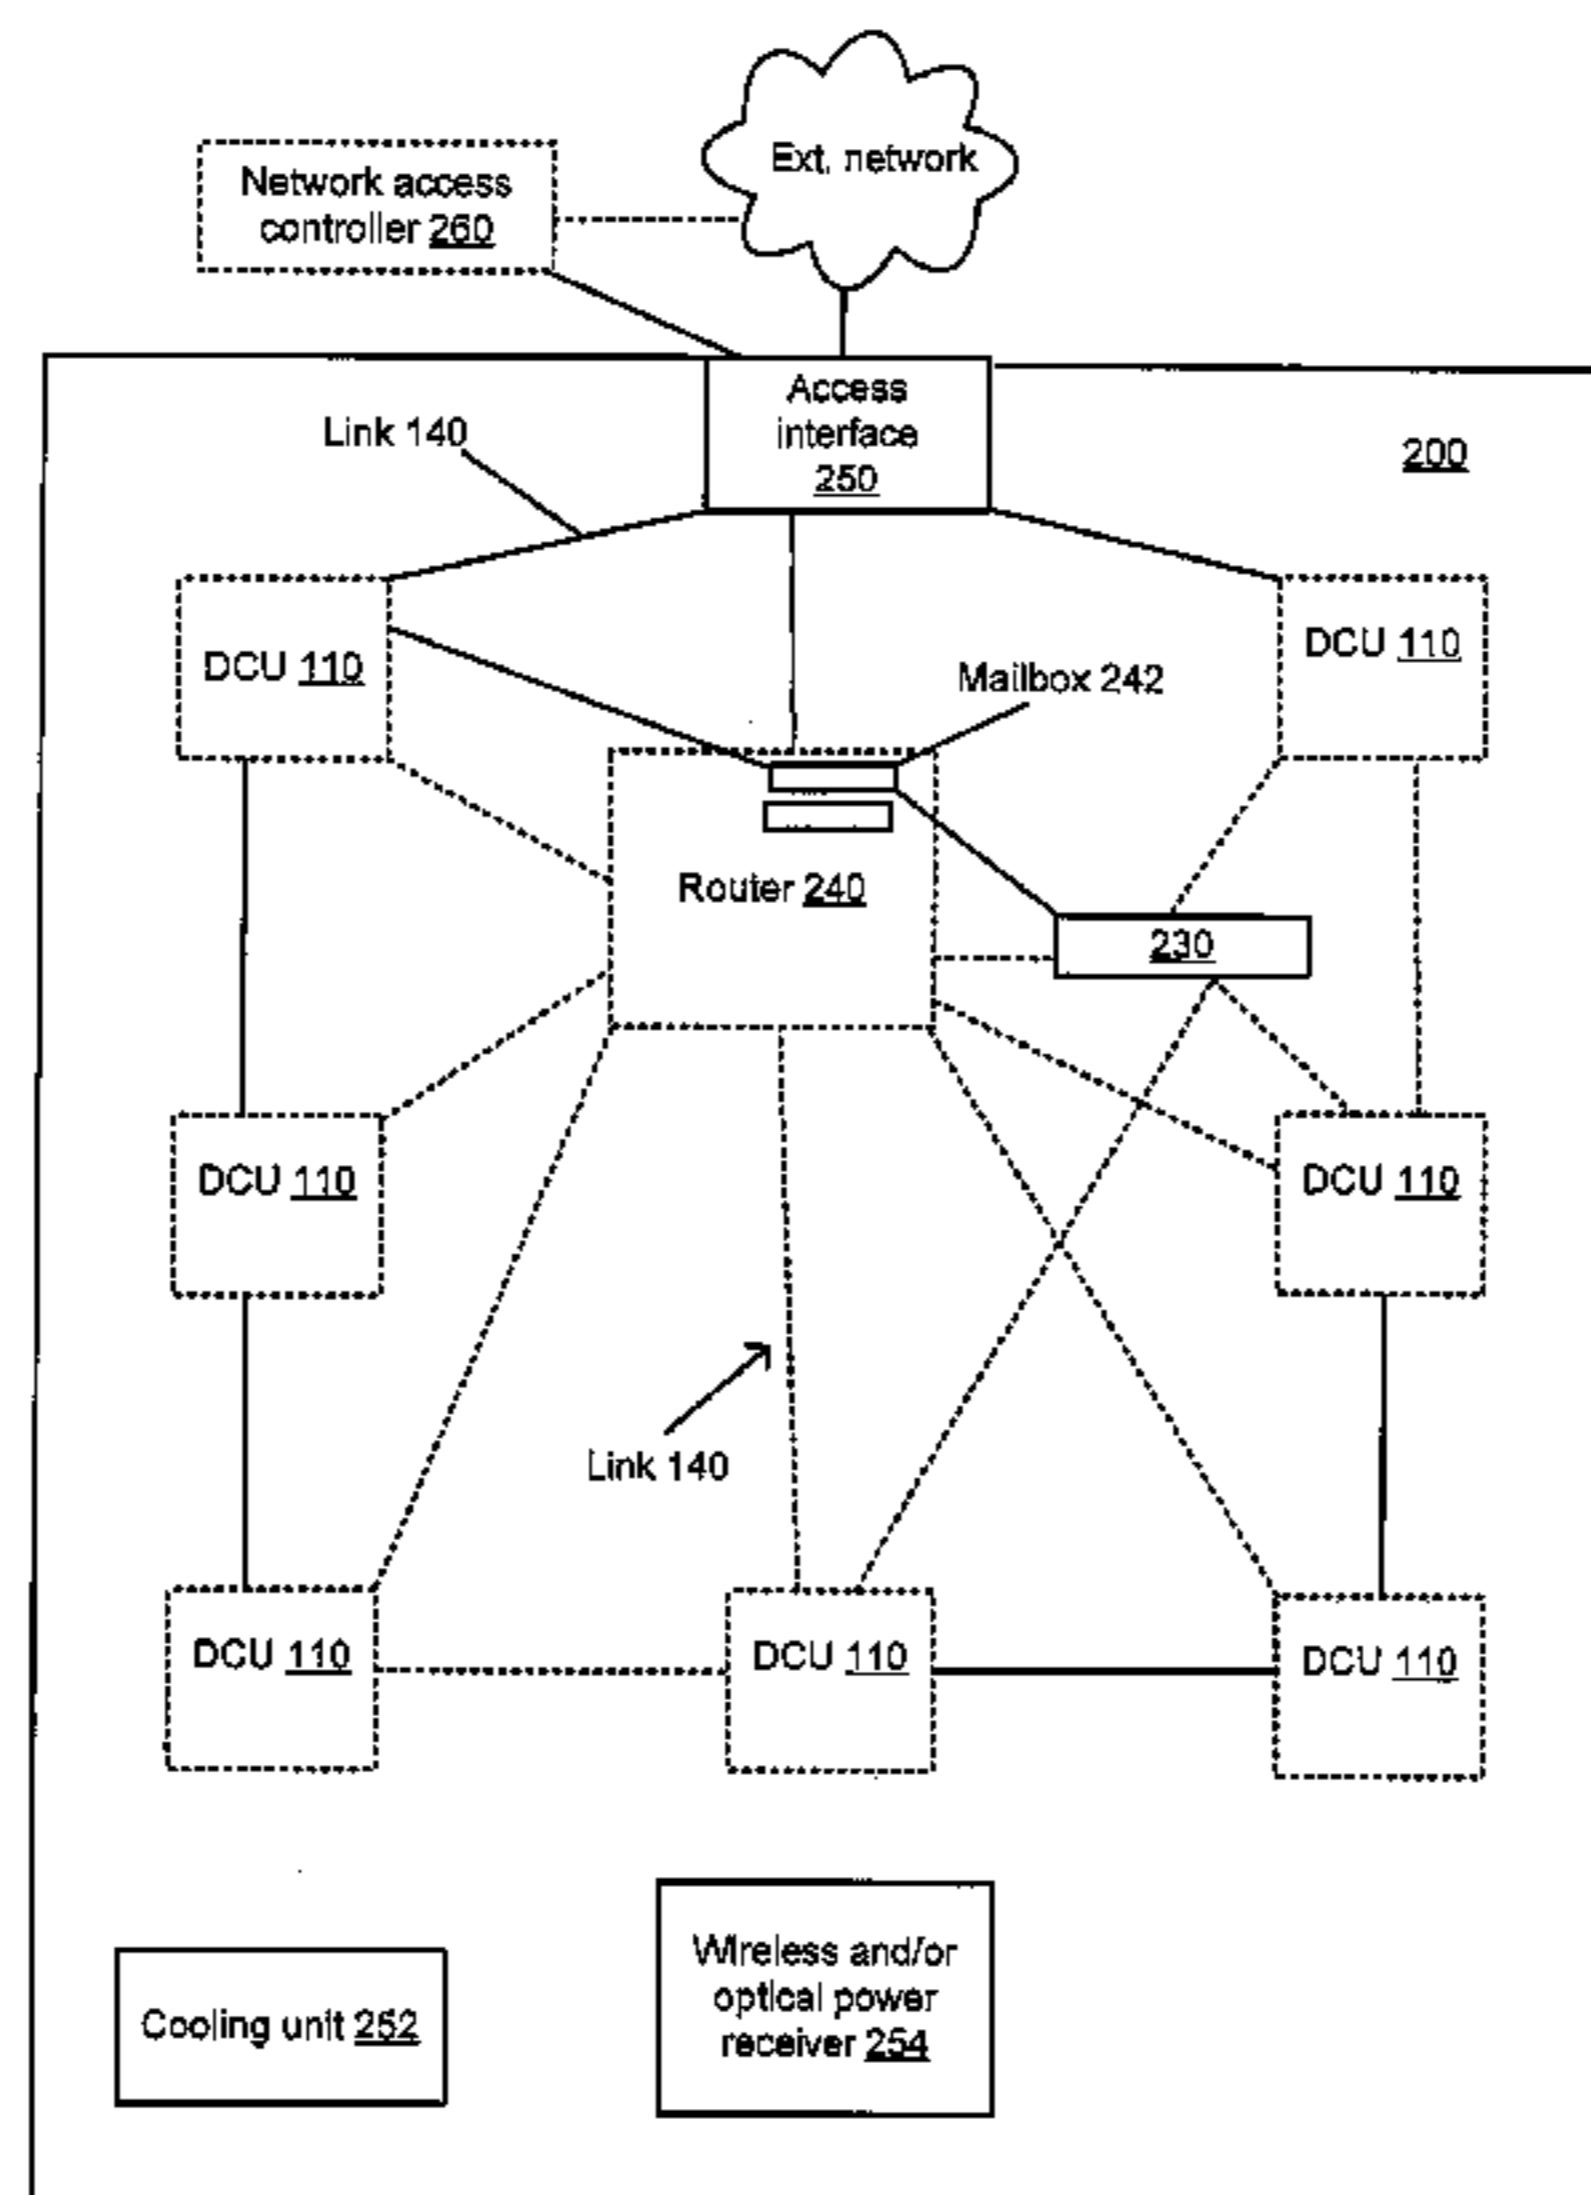 Ext. network
Network access
controller 260
Access
interface
250
Link 140
200
DCU 110
DCU 110
Mailbox 242
Router 240
230
DCU 110
DCU 110
Link 140
DCU 110
DCU 110
DCU 110
Wireless and/or
optical power
receiver 254
Cooling unit 252